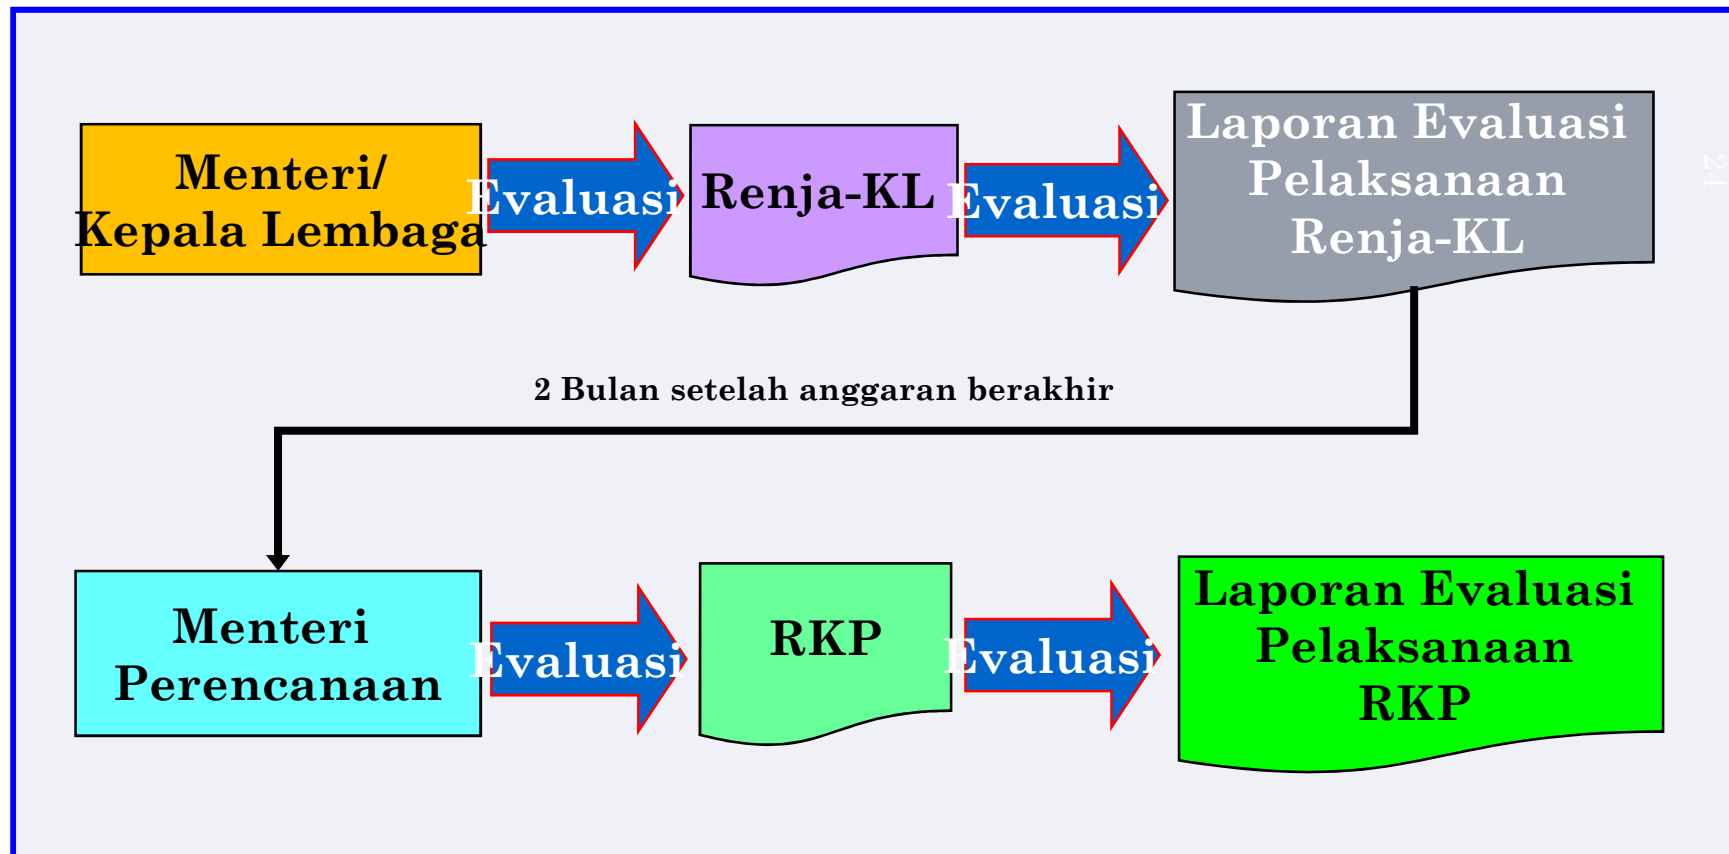 Menteri/
Kepala Lembaga
Evaluasi
Renja-KL
Evaluasi
Laporan Evaluasi
Pelaksanaan
Renja-KL
24
2 Bulan setelah anggaran berakhir
Menteri
Perencanaan
Evaluasi
RKP
Evaluasi
Laporan Evaluasi
Pelaksanaan
RKP